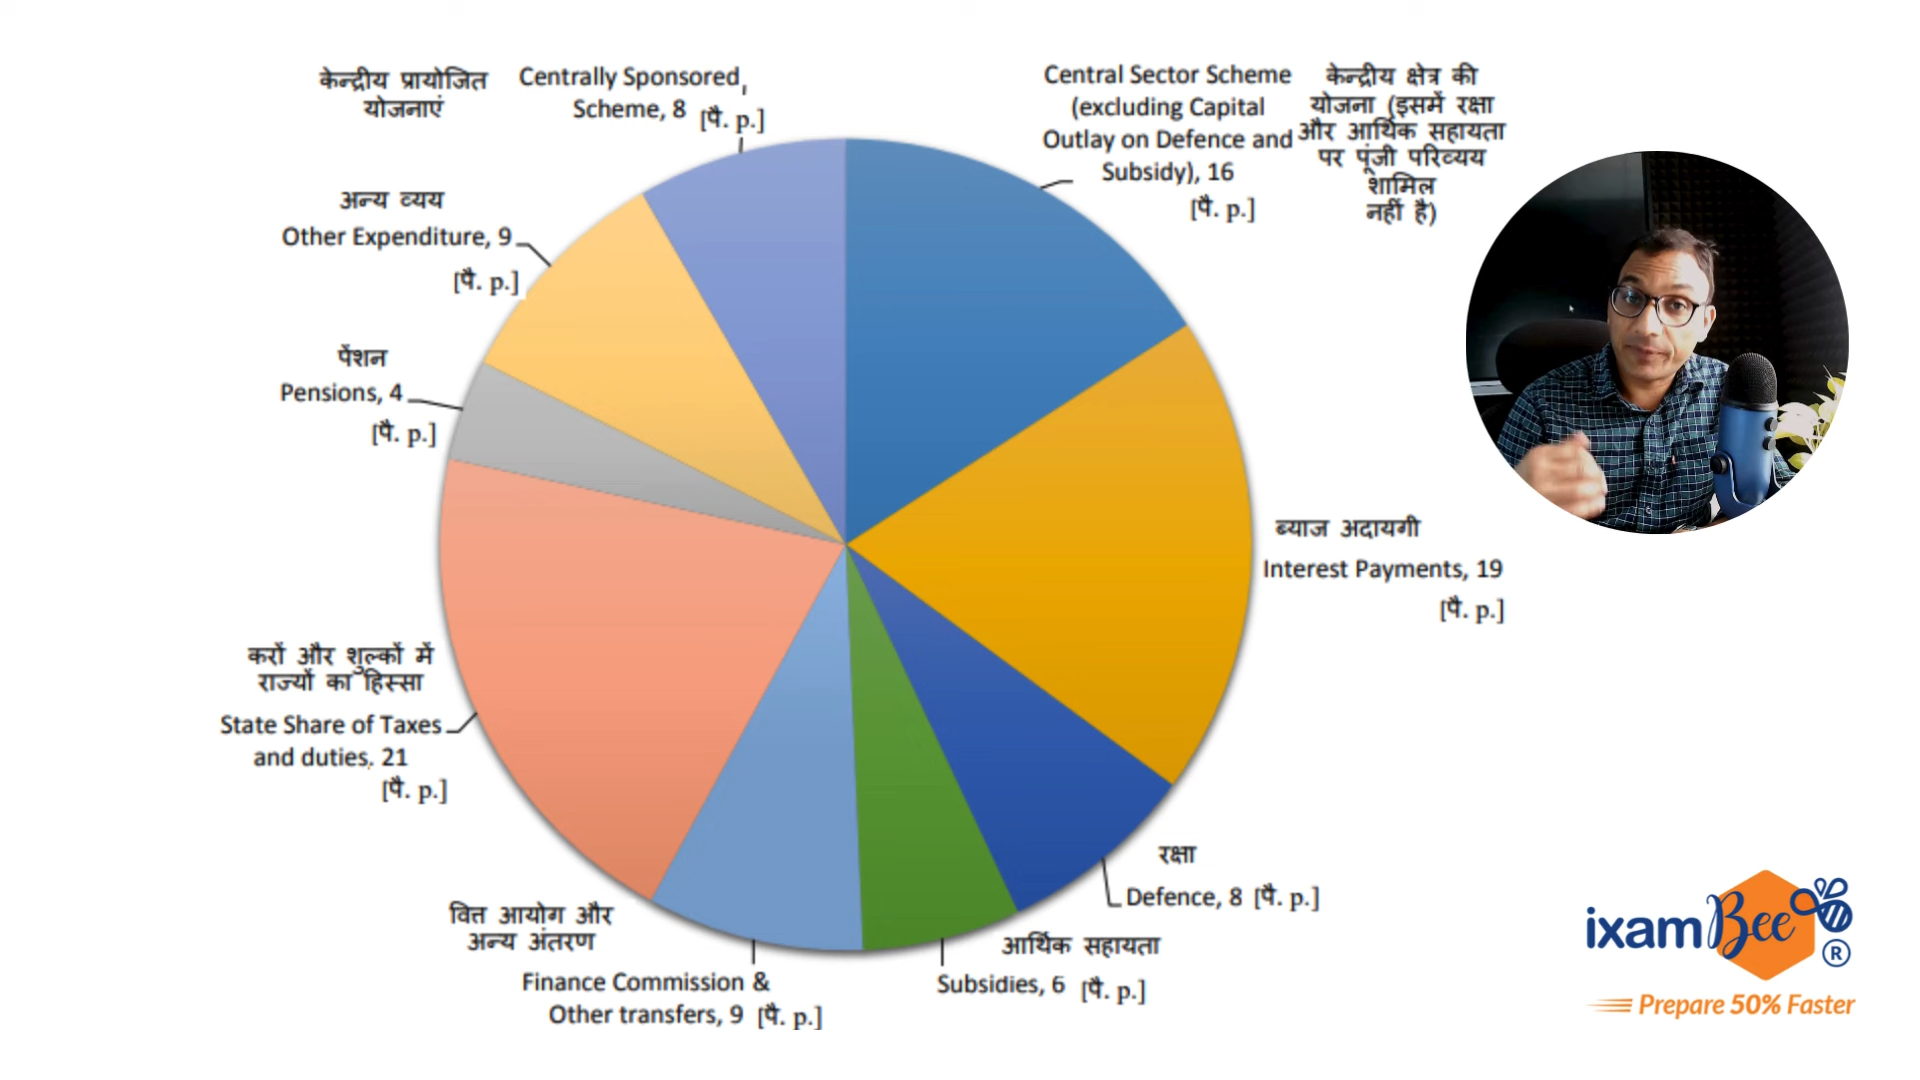 केन्द्रीय प्रायोजित
योजनाएं
Centrally Sponsored,
Scheme, 8 [पै. p.]
Central Sector Scheme
(excluding Capital
Outlay on Defence and
Subsidy), 16
[पै. p.]
केन्द्रीय क्षेत्र की
योजना (इसमें रक्षा
और आर्थिक सहायता
पर पूंजी परिव्यय
शामिल
नहीं है)
अन्य व्यय
Other Expenditure, 9
[पै. p.]
पेंशन
Pensions, 4
[पै. p.]
ब्याज अदायगी
Interest Payments, 19
[पै. p.]
करों और शुल्कों में
राज्यों का हिस्सा
State Share of Taxes
and duties. 21
[पै. p.]
रक्षा
Defence, 8 [पै. p.]
वित्त आयोग और
अन्य अंतरण
Finance Commission &
Other transfers, 9 [पै. p.]
आर्थिक सहायता
Subsidies, 6 [पै. p.]
ixamBee ®
Prepare 50% Faster